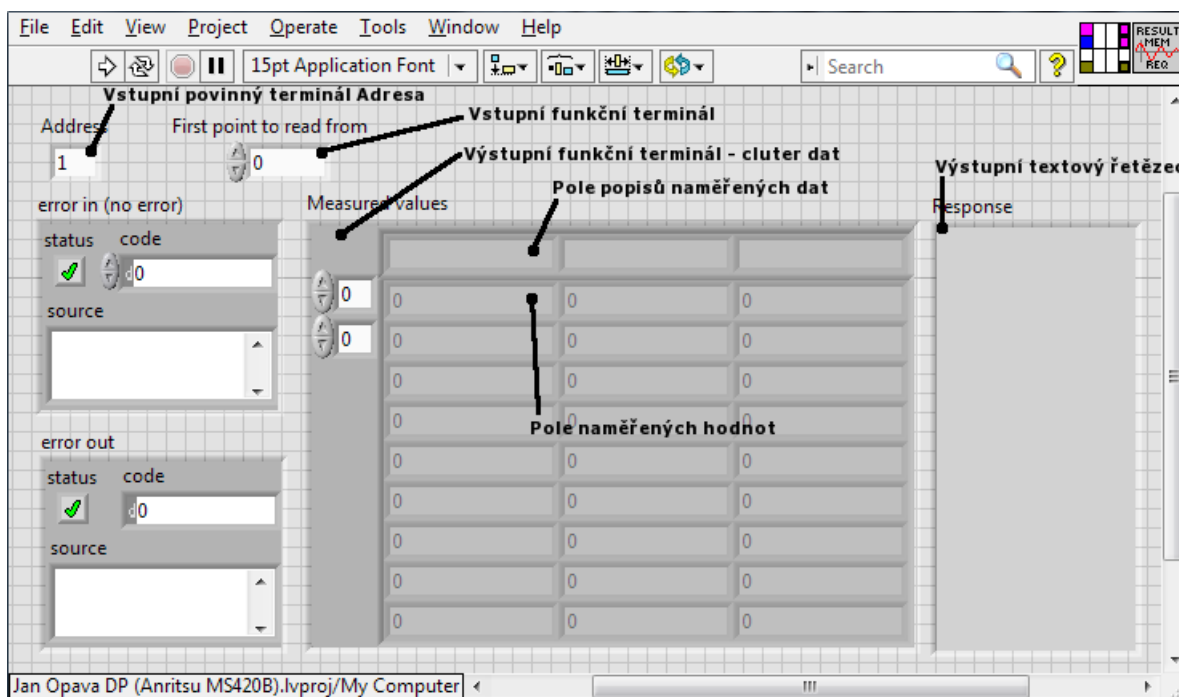 File Edit View Project Operate Tools Window Help
15pt Application Font
Search
RESULT
MEM
REQ
Vstupní povinný terminál Adresa
Address
First point to read from
Vstupní funkční terminál
1
0
Výstupní funkční terminál - cluter dat
Výstupní textový řetězec
Pole popisů naměřených dat
error in (no error)
Measured values
Response
status code
d0
source
0
0
0 0 0
0 0 0
0 0 0
0 0 0
Pole naměřených hodnot
0 0 0
0 0 0
0 0 0
0 0 0
0 0 0
error out
status code
d0
source
Jan Opava DP (Anritsu MS420B).lvproj/My Computer